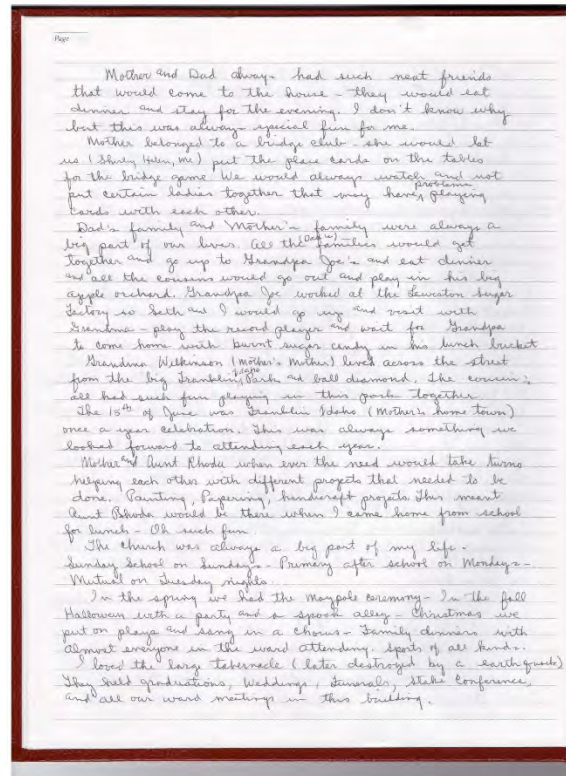 Page
Mother and Dad always had such neat friends
that would come to the house - they would eat
dinner and stay for the evening. I don't know why
but this was always special fun for me.
Mother belonged to a bridge club - she would let
us (Shirley, Helen, me) put the place cards on the tables
for the bridge game. We would always watch and not
problems
put certain ladies together that may have, playing
cards with each other.
Dad's family and Mother's family were always a
big part of our lives. All the (Dad's) families would get
together and go up to Grandpa Joe's and eat dinner
and all the cousins would go out and play in his big
apple orchard. Grandpa Joe worked at the Lewiston Sugar
Factory so Seth and I would go up and visit with
Grandma - play the record player and wait for Grandpa
to come home with burnt sugar candy in his lunch bucket
Grandma Wilkinson (Mother's Mother) lived across the street
from the big Franklin, Idaho Park and ball diamond. The cousins
all had such fun playing in this park together.
The 15th of June was Franklin Idaho (Mother's home town)
once a year celebration. This was always something we
looked forward to attending each year.
Mother and Aunt Rhoda when ever the need would take turns
helping each other with different projets that needed to be
done. Painting, Papering, handicraft projets. This meant
Aunt Rhoda would be there when I came home from school
for lunch - Oh such fun.
The church was always a big part of my life -
Sunday School on Sundays - Primary after school on Mondays -
Mutual on Tuesday nights.
In the spring we had the Maypole ceremony - In the fall
Halloween with a party and a spook alley - Christmas we
put on plays and sang in a chorus - Family dinners with
almost everyone in the ward attending. Sports of all kinds.
I loved the large tabernacle (later destroyed by a earthquake)
They held graduations, Weddings, Funerals, Stake Conference,
and all our ward meetings in this building.